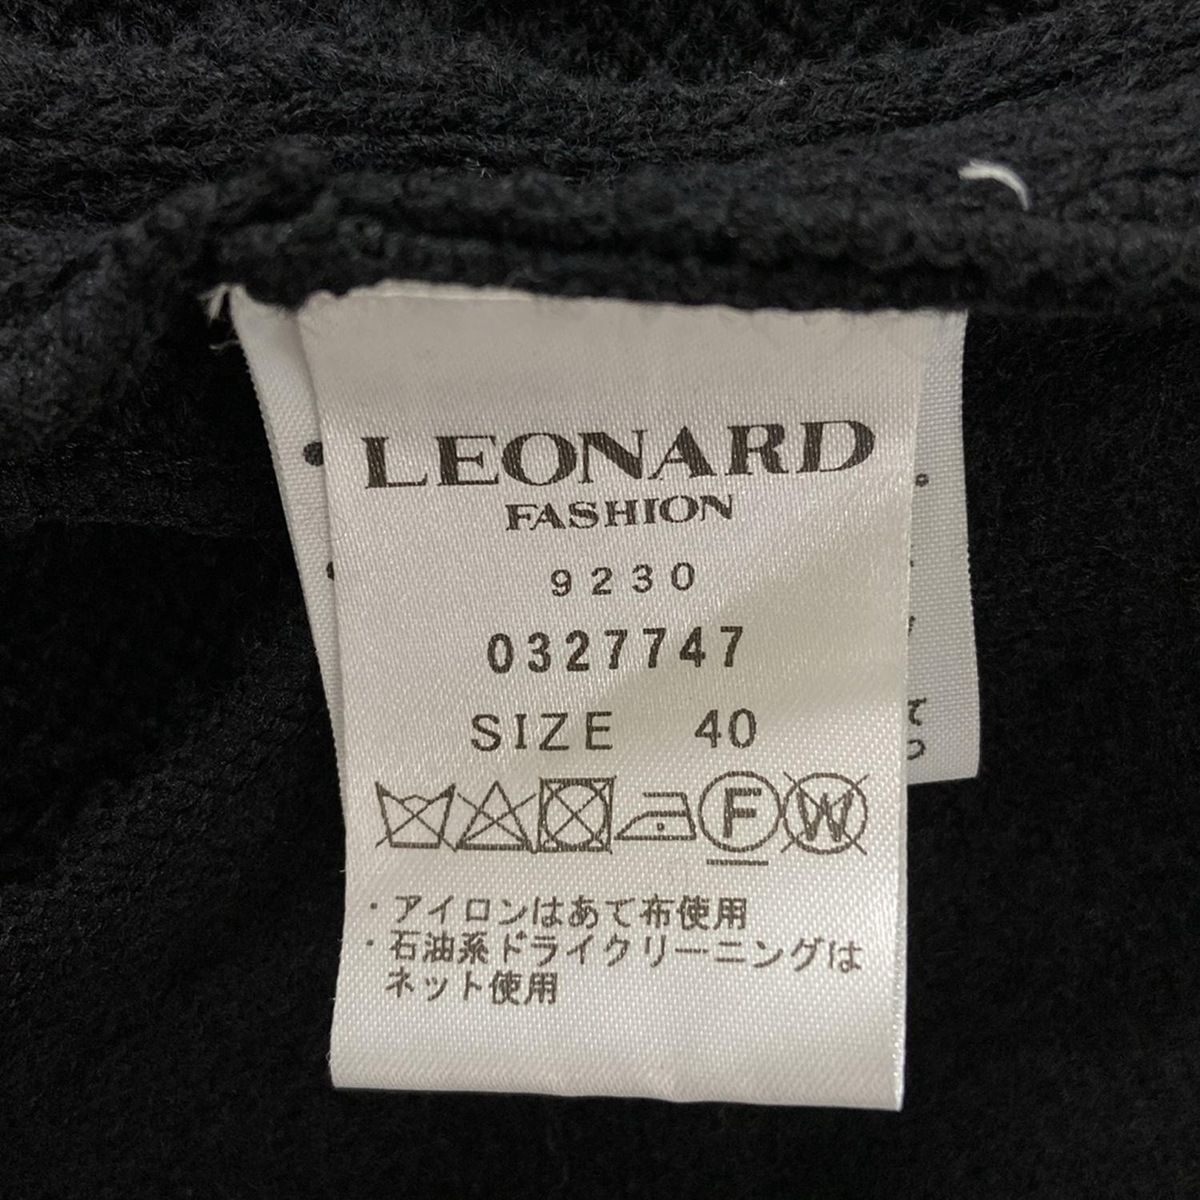 LEONARD
FASHION
9230
0327747
SIZE 40
F W
・アイロンはあて布使用
・石油系ドライクリーニングは
ネット使用